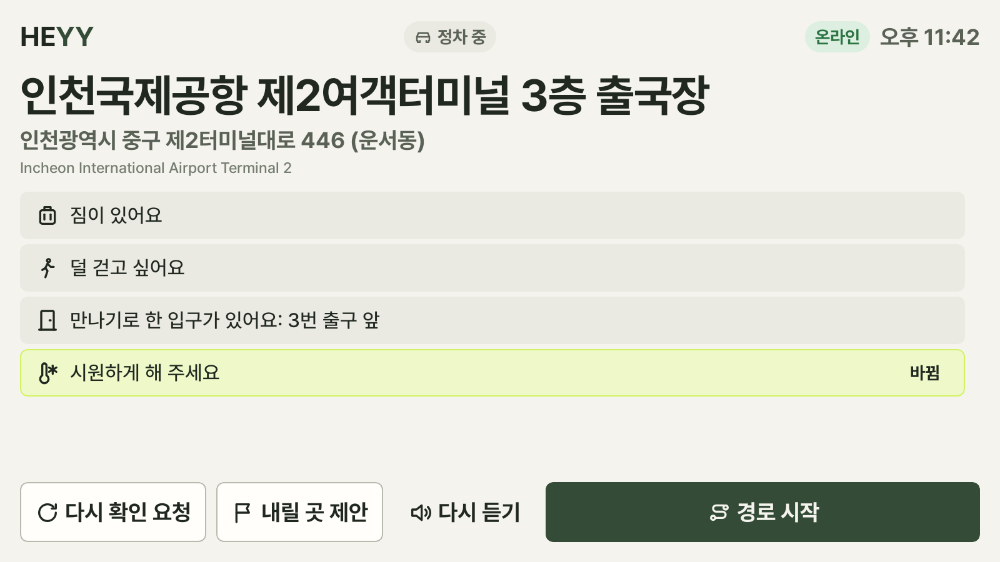 HEYY
정차 중
온라인
오후 11:42
인천국제공항 제2여객터미널 3층 출국장
인천광역시 중구 제2터미널대로 446 (운서동)
Incheon International Airport Terminal 2
짐이 있어요
덜 걷고 싶어요
만나기로 한 입구가 있어요: 3번 출구 앞
시원하게 해 주세요
바뀜
다시 확인 요청
내릴 곳 제안
다시 듣기
경로 시작